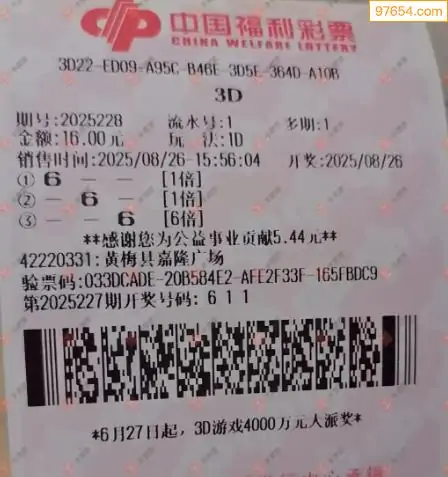 97654.com
中国福利彩票
CHINA WELFARE LOTTERY
3D22-ED09-A95C-B46E-3D5E-364D-A10B
3D
期号:2025228 流水号:1 多期:1
金额:16.00元 玩法:1D
销售时间:2025/08/26-15:56:04 开奖:2025/08/26
① 6 — — [1倍]
② — 6 — [1倍]
③ — — 6 [6倍]
**感谢您为公益事业贡献5.44元**
42220331:黄梅县嘉隆广场
验票码:033DCADE-20B584E2-AFE2F33F-165FBDC9
第2025227期开奖号码:6 1 1
*6月27日起，3D游戏4000万元大派奖*